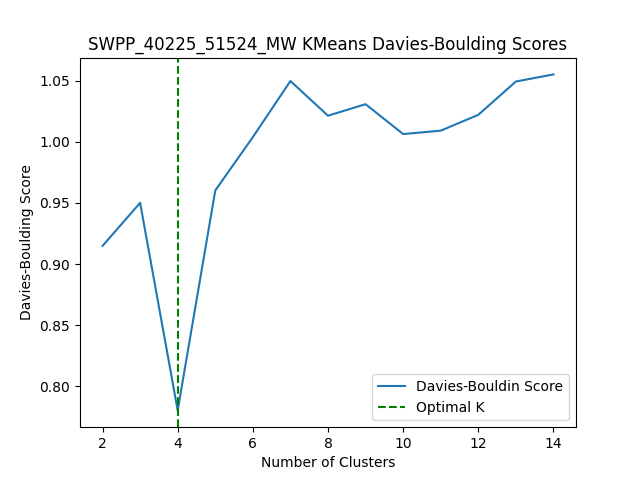 SWPP_40225_51524_MW KMeans Davies-Boulding Scores
Davies-Boulding Score
1.05
1.00
0.95
0.90
0.85
0.80
Davies-Bouldin Score
Optimal K
2 4 6 8 10 12 14
Number of Clusters